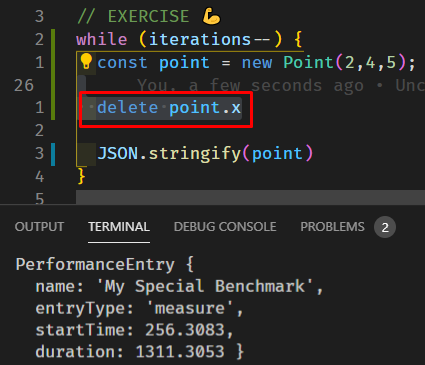 3 // EXERCISE 💪
2 while (iterations--) {
1 const point = new Point(2,4,5);
26 You, a few seconds ago • Unc
1 delete point.x
2
3 JSON.stringify(point)
4 }
5
OUTPUT TERMINAL DEBUG CONSOLE PROBLEMS 2
PerformanceEntry {
name: 'My Special Benchmark',
entryType: 'measure',
startTime: 256.3083,
duration: 1311.3053 }